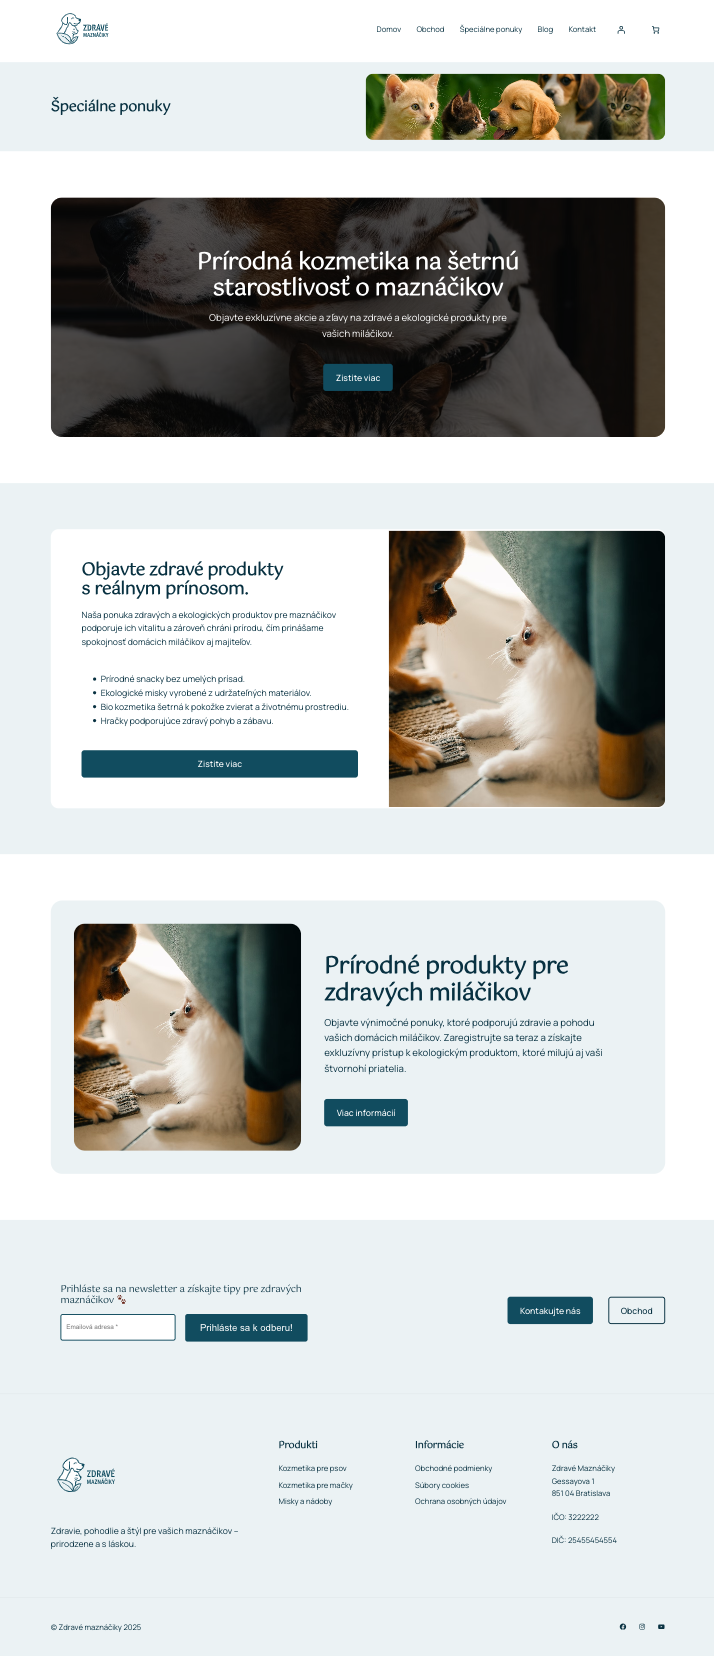 ZDRAVÉ
MAZNÁČIKY
Domov Obchod Špeciálne ponuky Blog Kontakt
Špeciálne ponuky
Prírodná kozmetika na šetrnú
starostlivosť o maznáčikov
Objavte exkluzívne akcie a zľavy na zdravé a ekologické produkty pre
vašich miláčikov.
Zistite viac
Objavte zdravé produkty
s reálnym prínosom.
Naša ponuka zdravých a ekologických produktov pre maznáčikov
podporuje ich vitalitu a zároveň chráni prírodu, čím prinášame
spokojnosť domácich miláčikov aj majiteľov.
Prírodné snacky bez umelých prísad.
Ekologické misky vyrobené z udržateľných materiálov.
Bio kozmetika šetrná k pokožke zvierat a životnému prostrediu.
Hračky podporujúce zdravý pohyb a zábavu.
Zistite viac
Prírodné produkty pre
zdravých miláčikov
Objavte výnimočné ponuky, ktoré podporujú zdravie a pohodu
vašich domácich miláčikov. Zaregistrujte sa teraz a získajte
exkluzívny prístup k ekologickým produktom, ktoré milujú aj vaši
štvornohí priatelia.
Viac informácií
Prihláste sa na newsletter a získajte tipy pre zdravých
maznáčikov 🐾
Emailová adresa *
Prihláste sa k odberu!
Kontakujte nás
Obchod
ZDRAVÉ
MAZNÁČIKY
Zdravie, pohodlie a štýl pre vašich maznáčikov –
prirodzene a s láskou.
Produkti
Kozmetika pre psov
Kozmetika pre mačky
Misky a nádoby
Informácie
Obchodné podmienky
Súbory cookies
Ochrana osobných údajov
O nás
Zdravé Maznáčiky
Gessayova 1
851 04 Bratislava
IČO: 3222222
DIČ: 25455454554
© Zdravé maznáčiky 2025